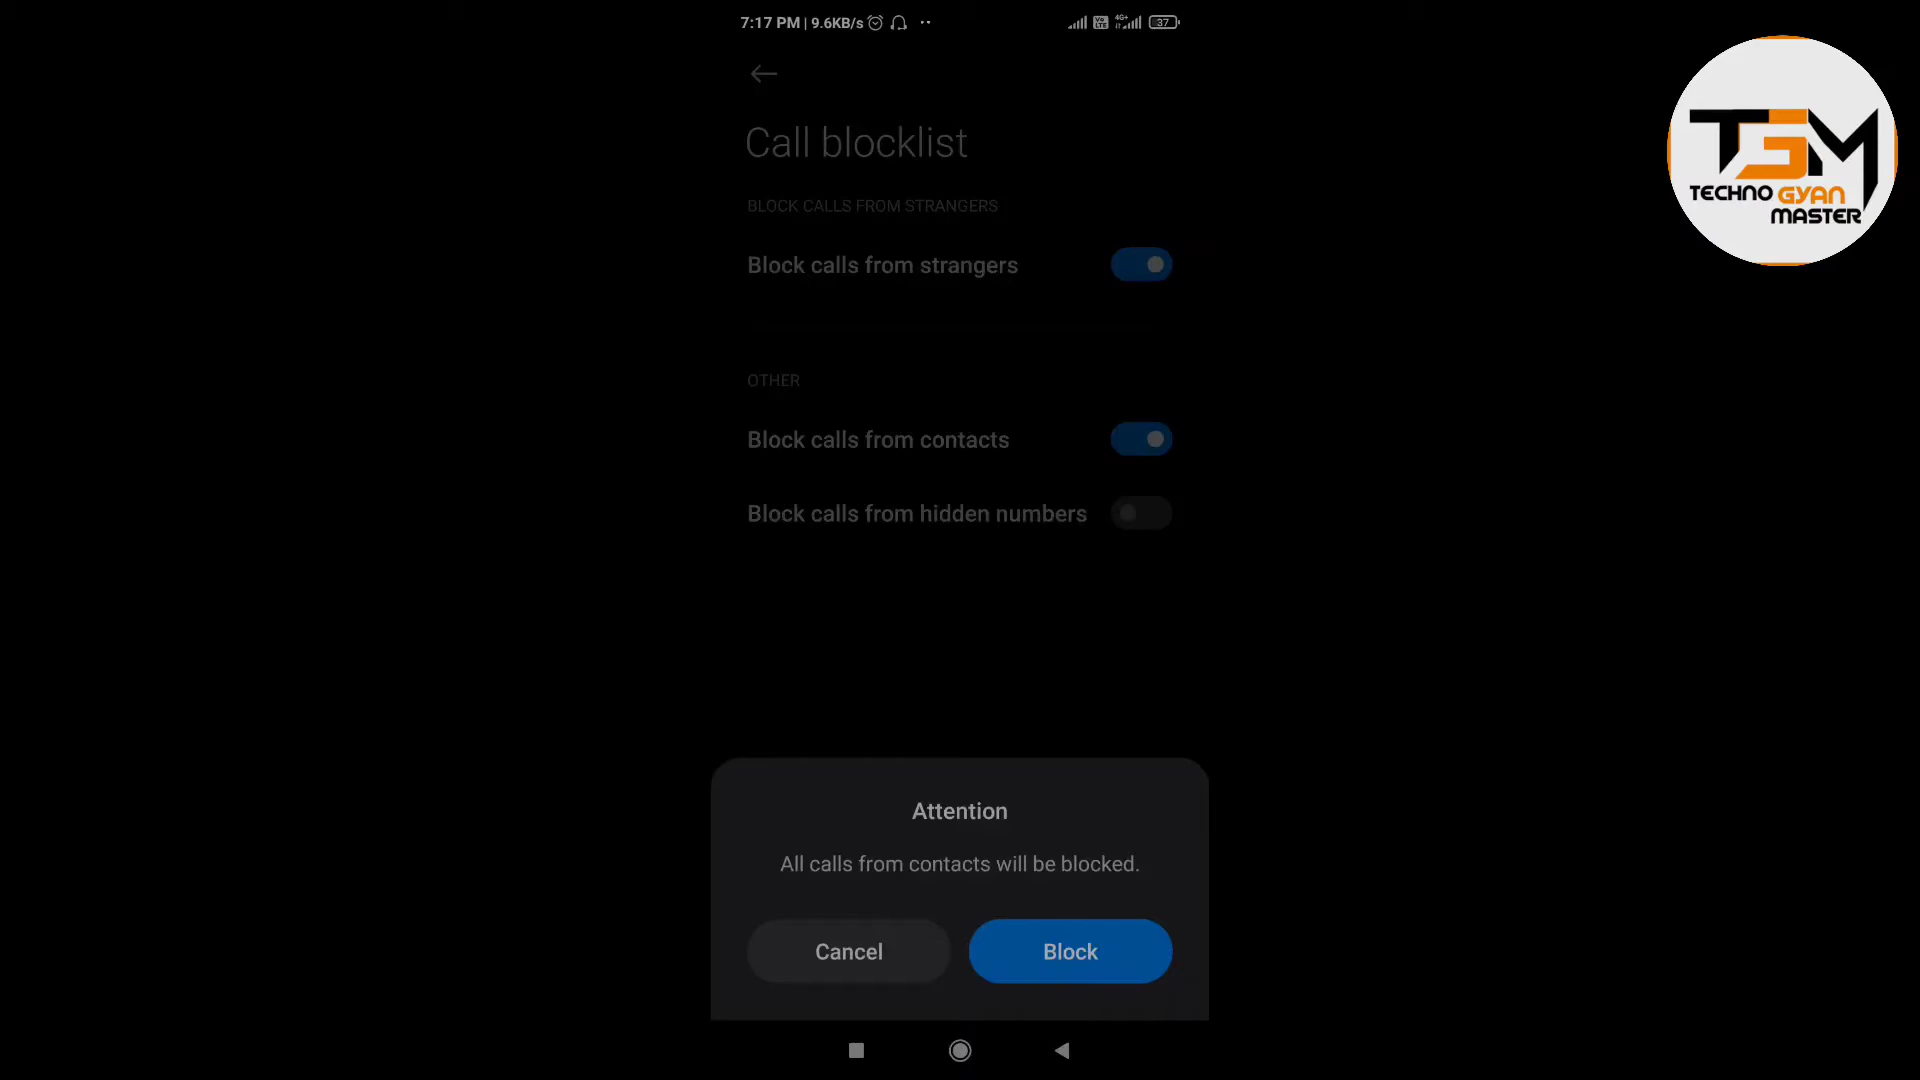 7:17 PM | 9.6KB/s
4G+
37
Call blocklist
BLOCK CALLS FROM STRANGERS
Block calls from strangers
OTHER
Block calls from contacts
Block calls from hidden numbers
Attention
All calls from contacts will be blocked.
Cancel
Block
TGM
TECHNO GYAN
MASTER